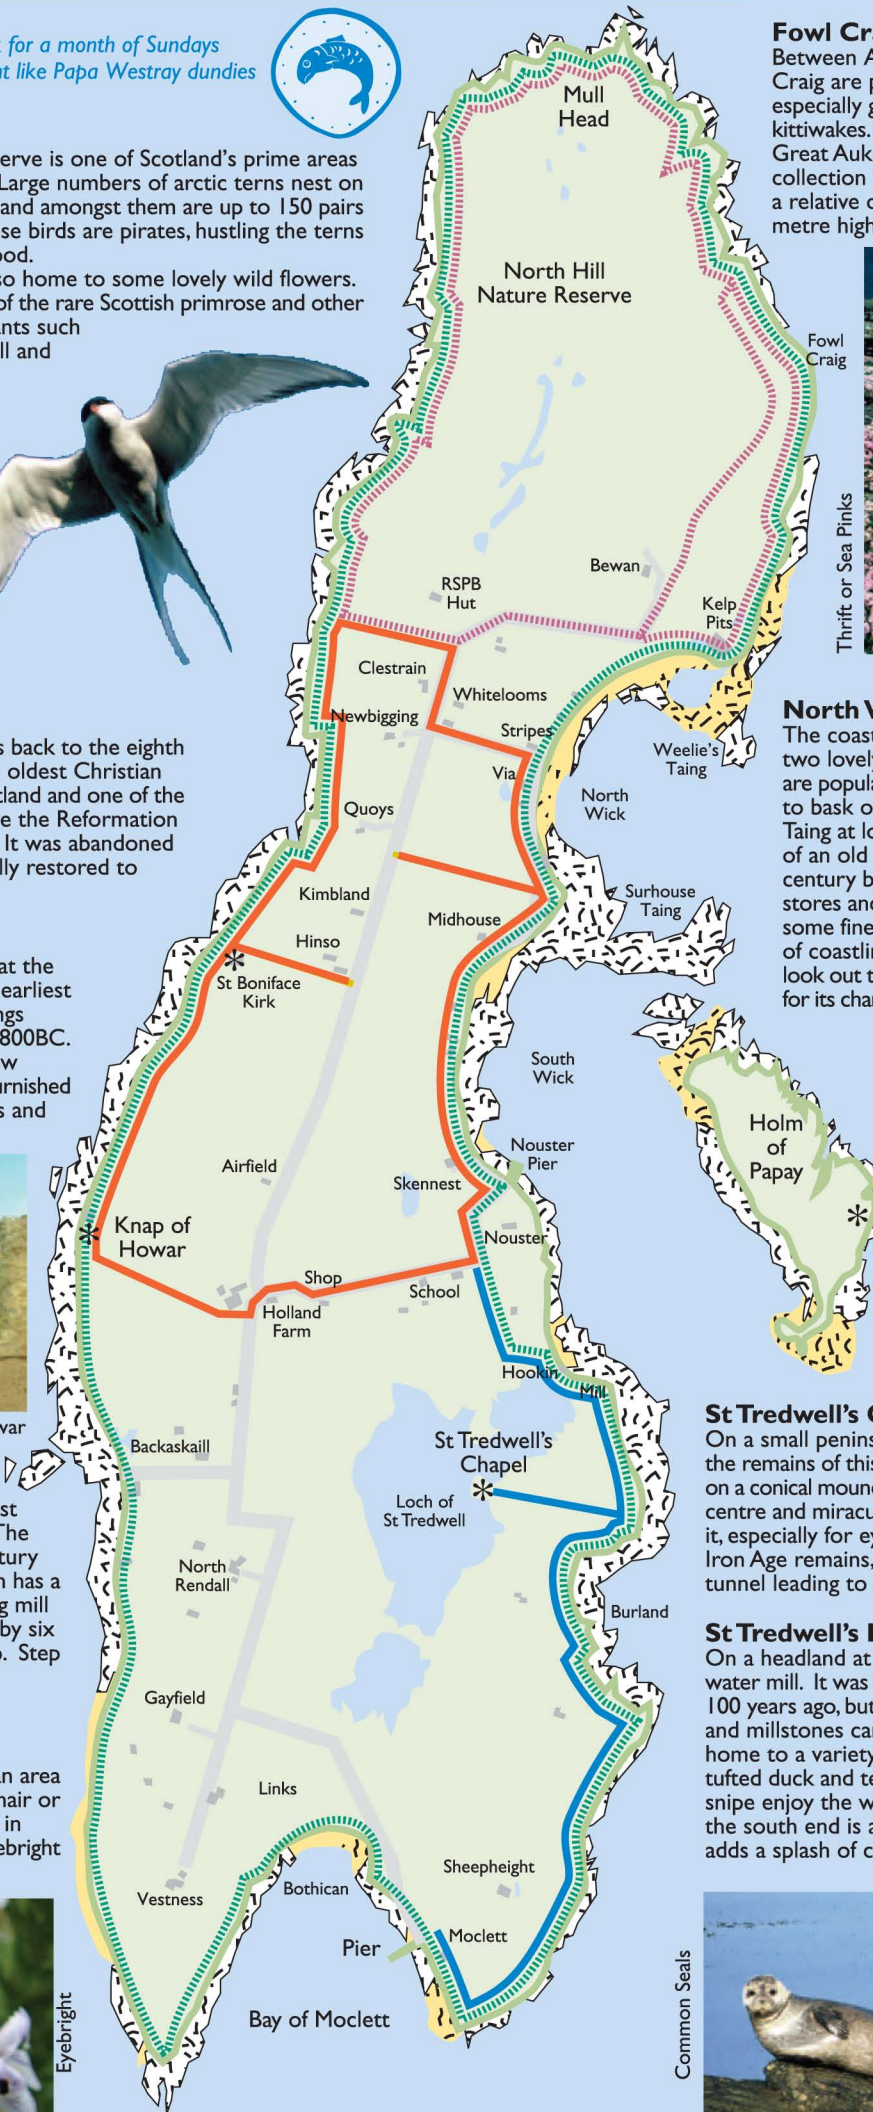 for a month of Sundays
like Papa Westray dundies
erve is one of Scotland's prime areas
Large numbers of arctic terns nest on
and amongst them are up to 150 pairs
se birds are pirates, hustling the terns
ood.
so home to some lovely wild flowers.
of the rare Scottish primrose and other
nts such
ll and
s back to the eighth
oldest Christian
tland and one of the
e the Reformation
It was abandoned
lly restored to
at the
earliest
ngs
800BC.
w
urnished
s and
war
st
The
tury
n has a
g mill
by six
o. Step
an area
hair or
in
ebright
Eyebright
Mull
Head
North Hill
Nature Reserve
Fowl
Craig
Bewan
RSPB
Hut
Kelp
Pits
Clestrain
Whitelooms
Newbigging
Stripes
Via
Weelie's
Taing
North
Wick
Quoys
Kimbland
Midhouse
Surhouse
Taing
Hinso
St Boniface
Kirk
South
Wick
Nouster
Pier
Holm
of
Papay
Airfield
Skennest
Knap of
Howar
Nouster
Shop
School
Holland
Farm
Hookin
Mill
Backaskaill
St Tredwell's
Chapel
Loch of
St Tredwell
North
Rendall
Burland
Gayfield
Links
Sheepheight
Vestness
Bothican
Moclett
Pier
Bay of Moclett
Fowl Cr
Between A
Craig are p
especially g
kittiwakes.
Great Auk
collection
a relative o
metre high
Thrift or Sea Pinks
North W
The coast
two lovely
are popula
to bask o
Taing at lo
of an old
century b
stores and
some fine
of coastlin
look out t
for its char
St Tredwell's C
On a small penins
the remains of this
on a conical mound
centre and miracu
it, especially for ey
Iron Age remains,
tunnel leading to
St Tredwell's
On a headland at
water mill. It was
100 years ago, but
and millstones can
home to a variety
tufted duck and te
snipe enjoy the w
the south end is a
adds a splash of c
Common Seals